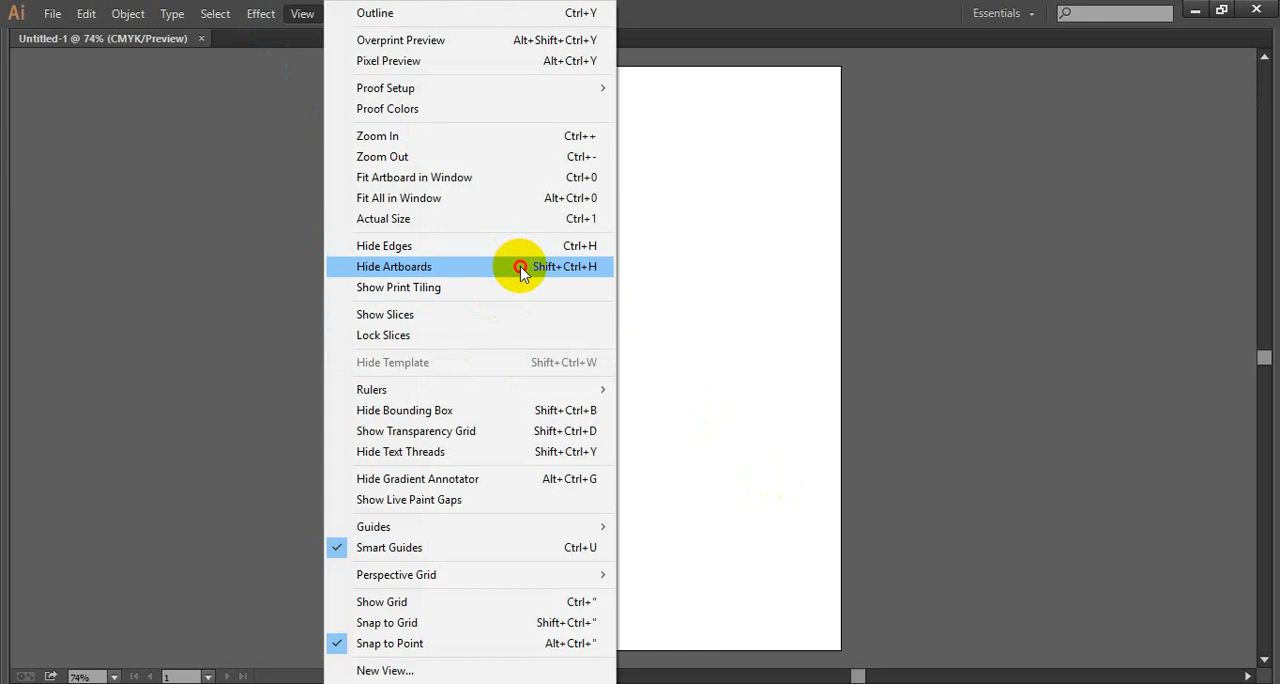 Ai File Edit Object Type Select Effect View Essentials
Untitled-1 @ 74% (CMYK/Preview) ×
Outline Ctrl+Y
Overprint Preview Alt+Shift+Ctrl+Y
Pixel Preview Alt+Ctrl+Y
Proof Setup
Proof Colors
Zoom In Ctrl++
Zoom Out Ctrl+-
Fit Artboard in Window Ctrl+0
Fit All in Window Alt+Ctrl+0
Actual Size Ctrl+1
Hide Edges Ctrl+H
Hide Artboards Shift+Ctrl+H
Show Print Tiling
Show Slices
Lock Slices
Hide Template Shift+Ctrl+W
Rulers
Hide Bounding Box Shift+Ctrl+B
Show Transparency Grid Shift+Ctrl+D
Hide Text Threads Shift+Ctrl+Y
Hide Gradient Annotator Alt+Ctrl+G
Show Live Paint Gaps
Guides
Smart Guides Ctrl+U
Perspective Grid
Show Grid Ctrl+"
Snap to Grid Shift+Ctrl+"
Snap to Point Alt+Ctrl+"
New View...
74% 1